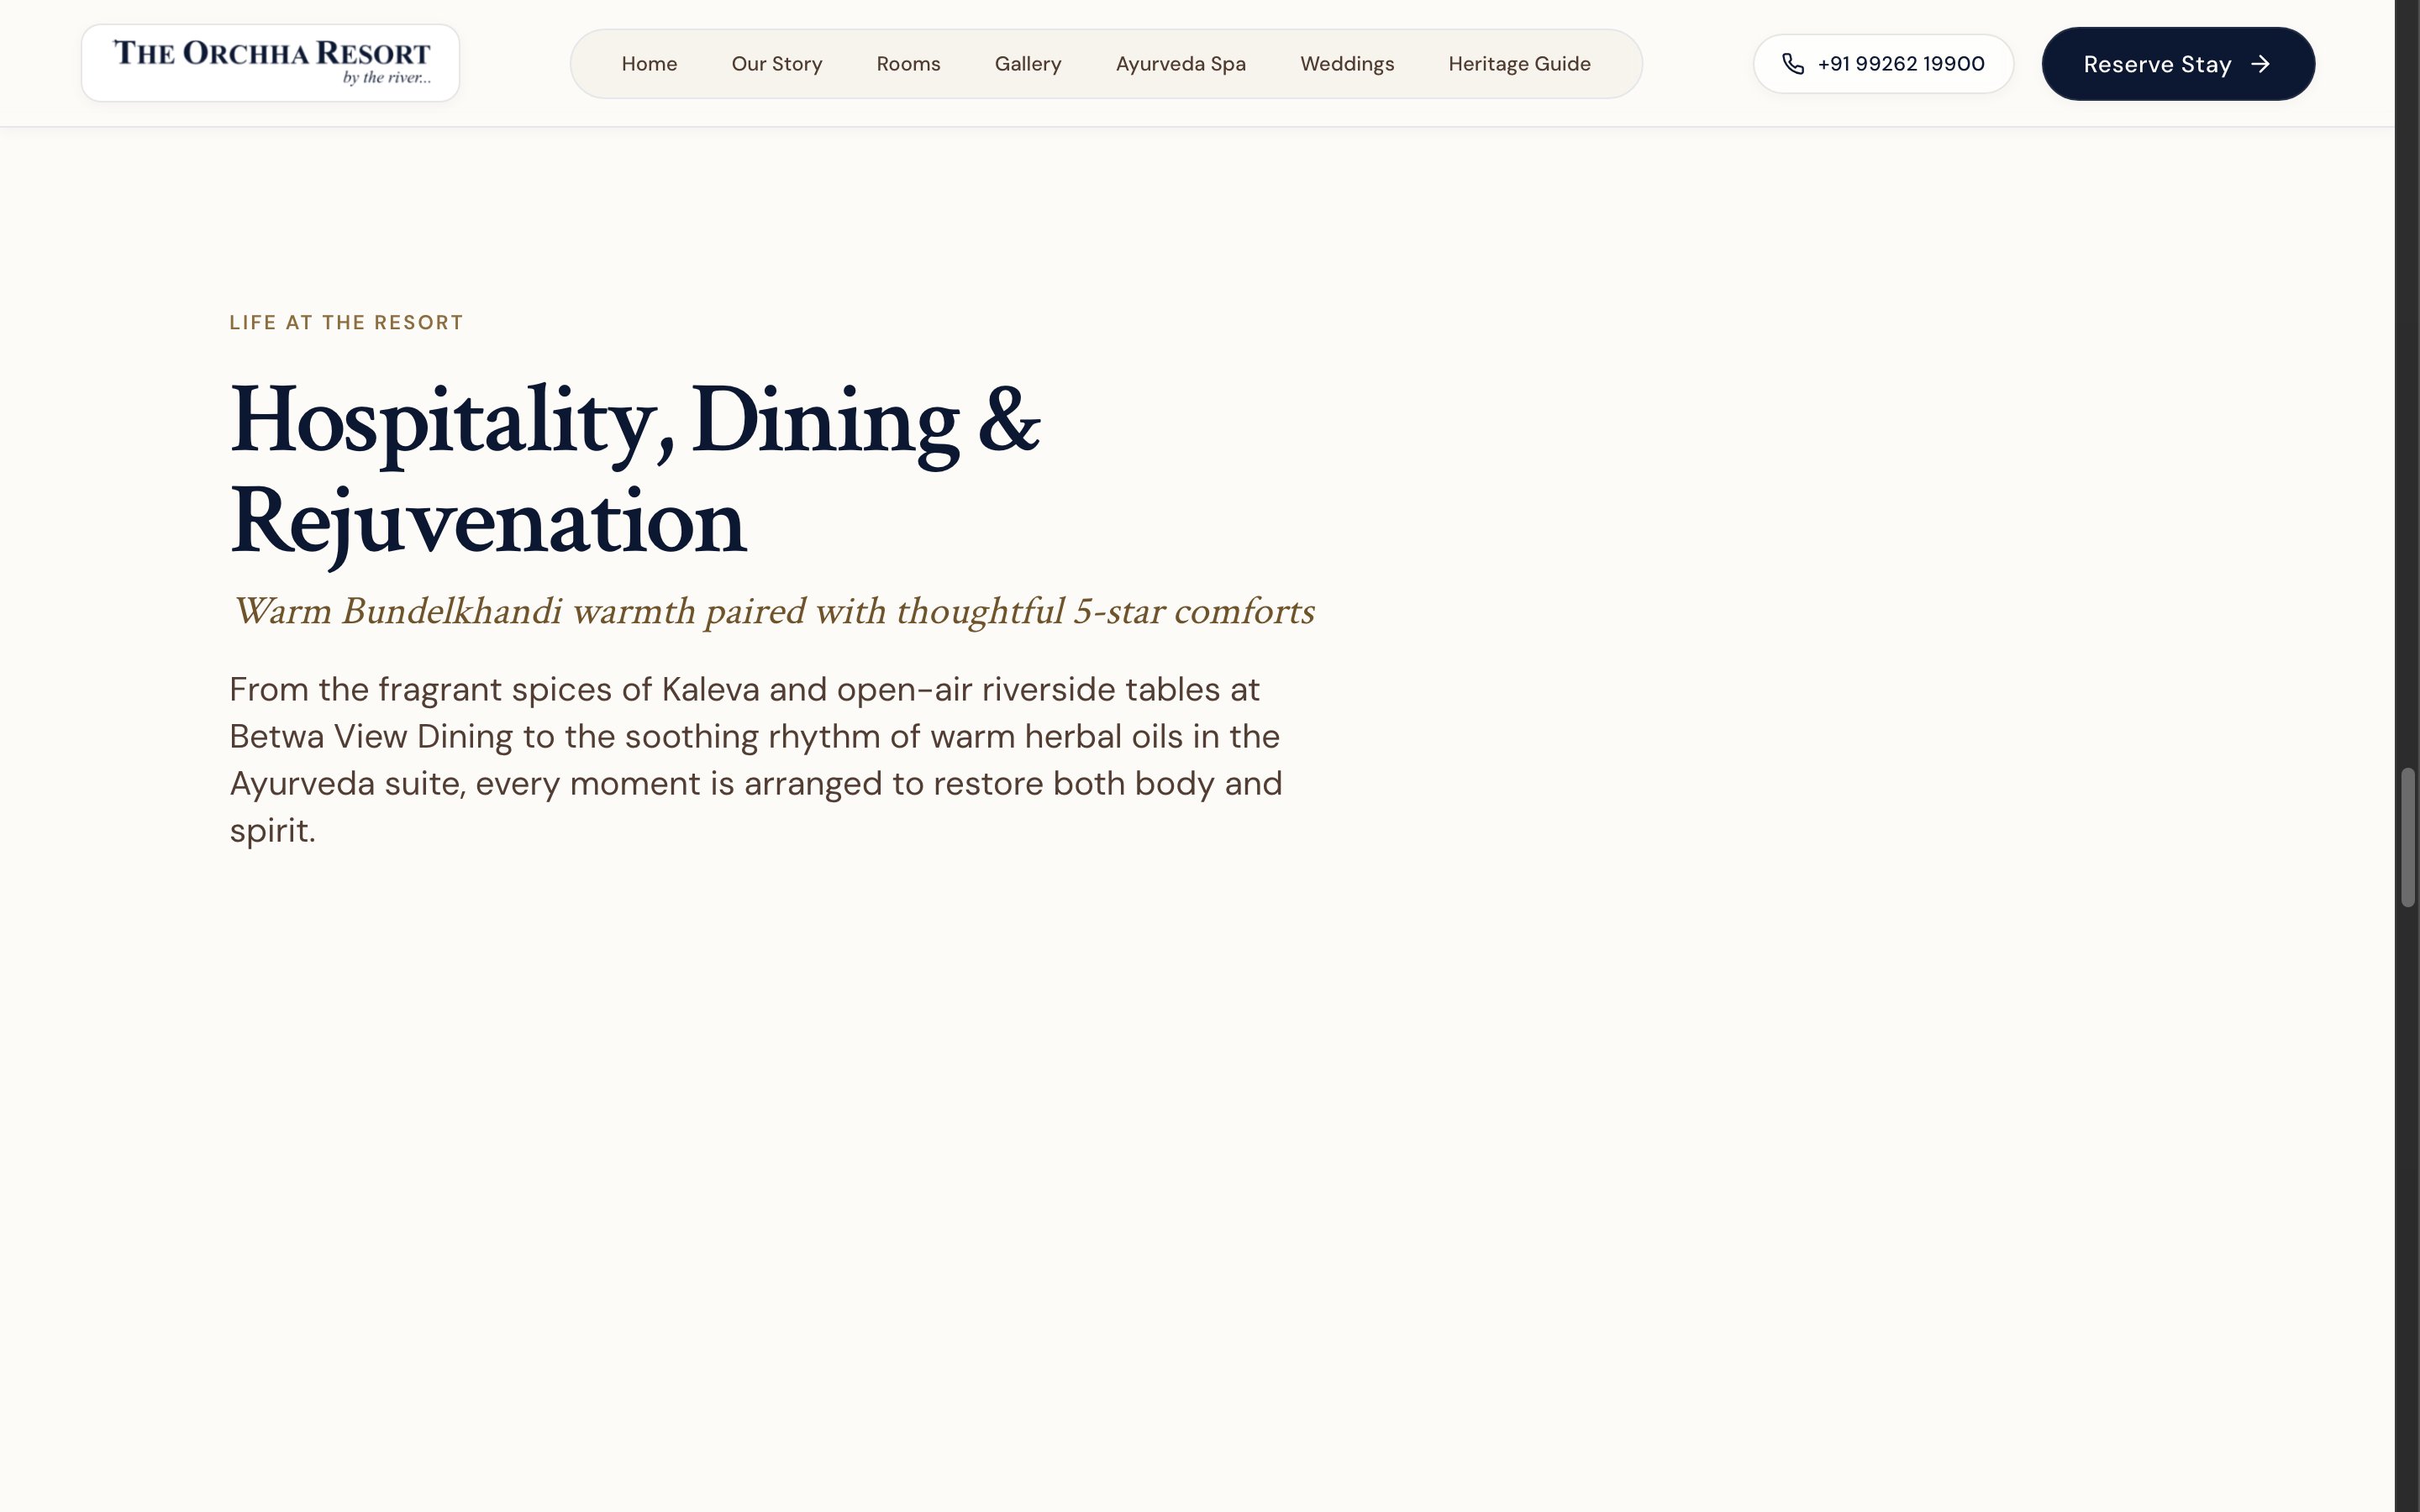 THE ORCHHA RESORT
by the river...
Home Our Story Rooms Gallery Ayurveda Spa Weddings Heritage Guide
+91 99262 19900
Reserve Stay
LIFE AT THE RESORT
Hospitality, Dining &
Rejuvenation
Warm Bundelkhandi warmth paired with thoughtful 5-star comforts
From the fragrant spices of Kaleva and open-air riverside tables at
Betwa View Dining to the soothing rhythm of warm herbal oils in the
Ayurveda suite, every moment is arranged to restore both body and
spirit.